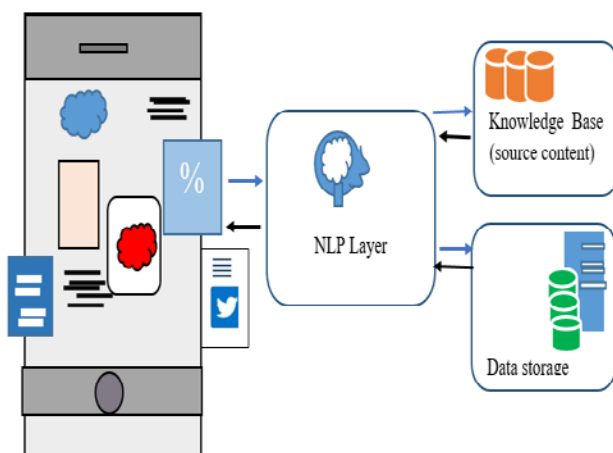 %
NLP Layer
Knowledge Base
(source content)
Data storage